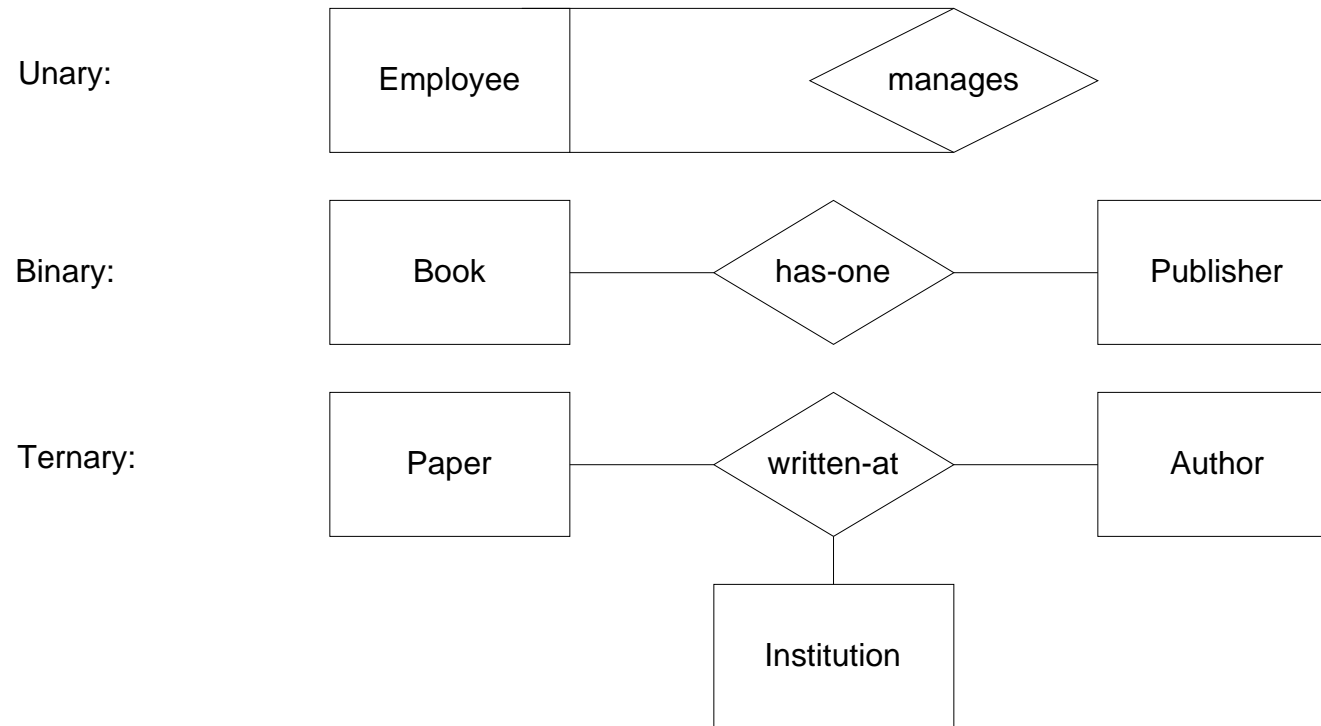 Unary:
Employee
manages
Binary:
Book
has-one
Publisher
Ternary:
Paper
written-at
Author
Institution